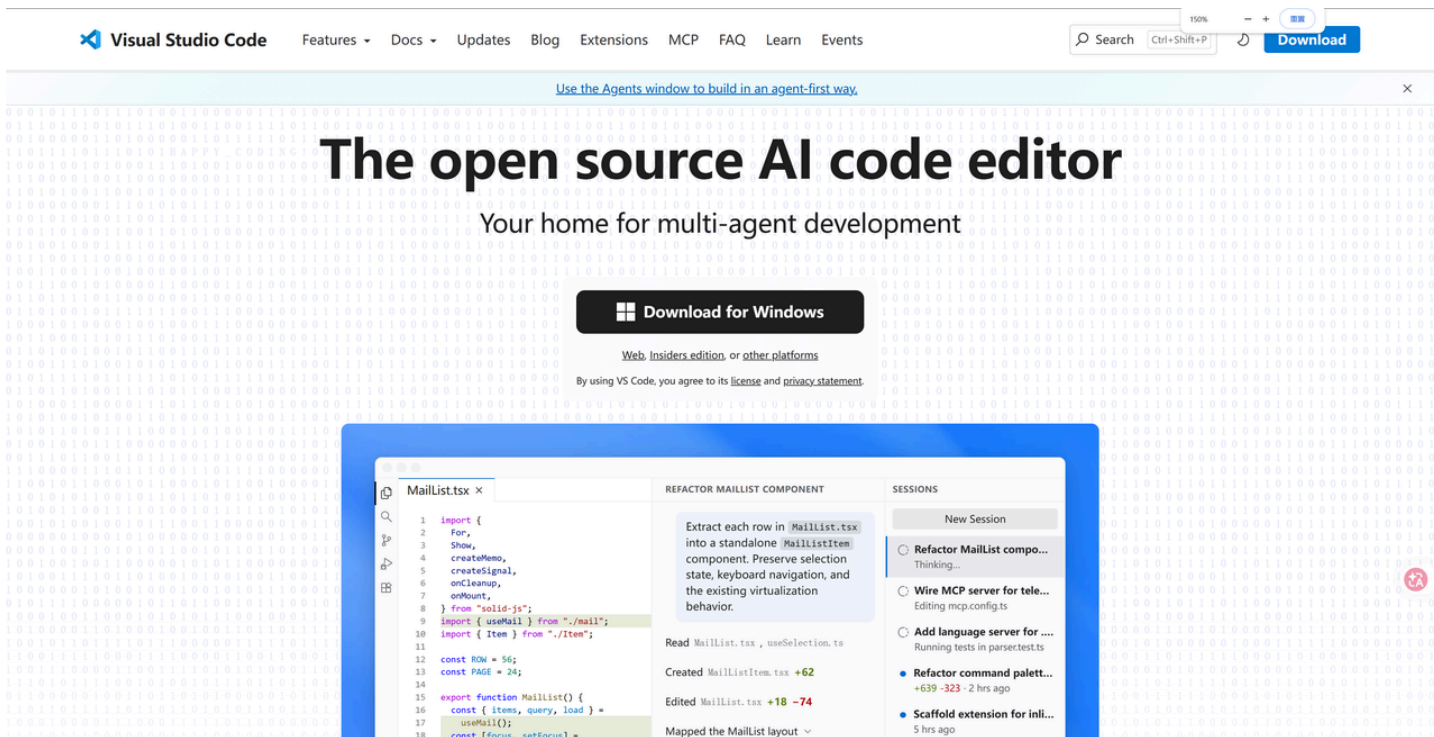 150% − + 重置
Visual Studio Code Features Docs Updates Blog Extensions MCP FAQ Learn Events Search Ctrl+Shift+P Download
Use the Agents window to build in an agent-first way.
The open source AI code editor
Your home for multi-agent development
Download for Windows
Web, Insiders edition, or other platforms
By using VS Code, you agree to its license and privacy statement.
MailList.tsx ×
1 import {
2 For,
3 Show,
4 createMemo,
5 createSignal,
6 onCleanup,
7 onMount,
8 } from "solid-js";
9 import { useMail } from "./mail";
10 import { Item } from "./Item";
11
12 const ROW = 56;
13 const PAGE = 24;
14
15 export function MailList() {
16 const { items, query, load } =
17 useMail();
18 const [focus, setFocus] =
REFACTOR MAILLIST COMPONENT
Extract each row in MailList.tsx
into a standalone MailListItem
component. Preserve selection
state, keyboard navigation, and
the existing virtualization
behavior.
Read MailList.tsx , useSelection.ts
Created MailListItem.tsx +62
Edited MailList.tsx +18 −74
Mapped the MailList layout
SESSIONS
New Session
Refactor MailList compo...
Thinking...
Wire MCP server for tele...
Editing mcp.config.ts
Add language server for ....
Running tests in parser.test.ts
Refactor command palett...
+639 -323 · 2 hrs ago
Scaffold extension for inli...
5 hrs ago